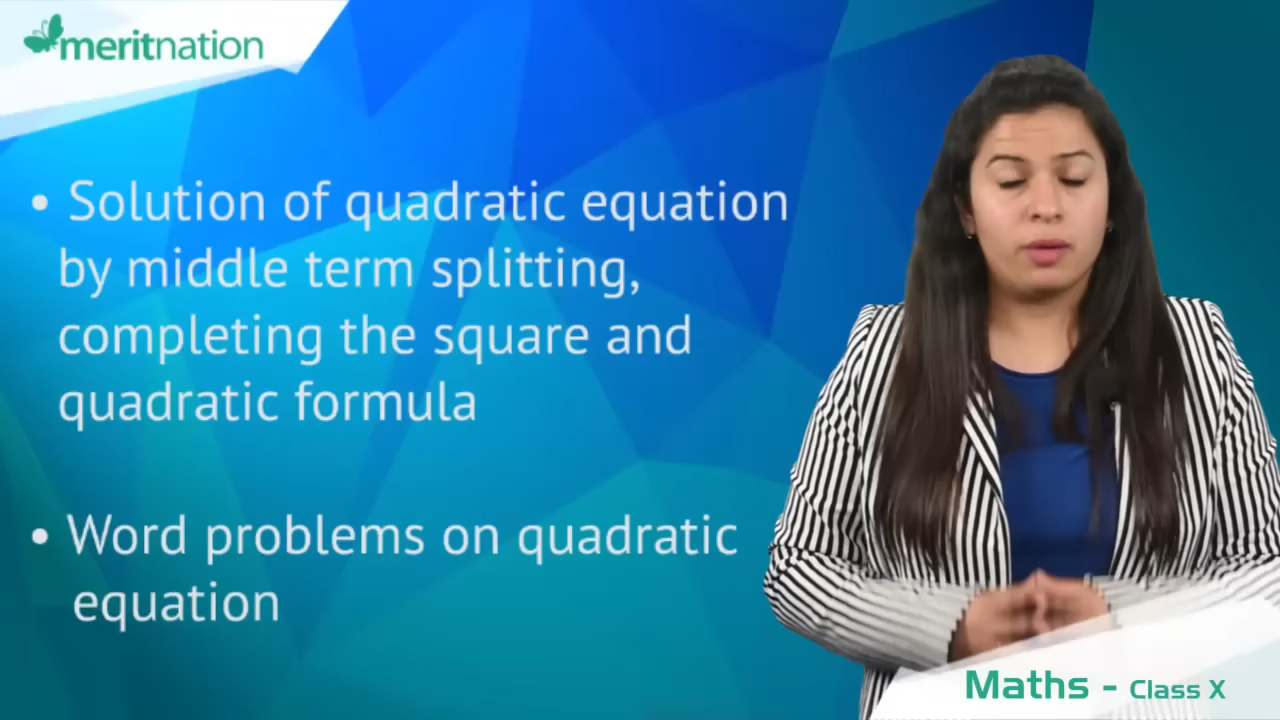 meritnation
• Solution of quadratic equation
by middle term splitting,
completing the square and
quadratic formula
• Word problems on quadratic
equation
Maths - Class X